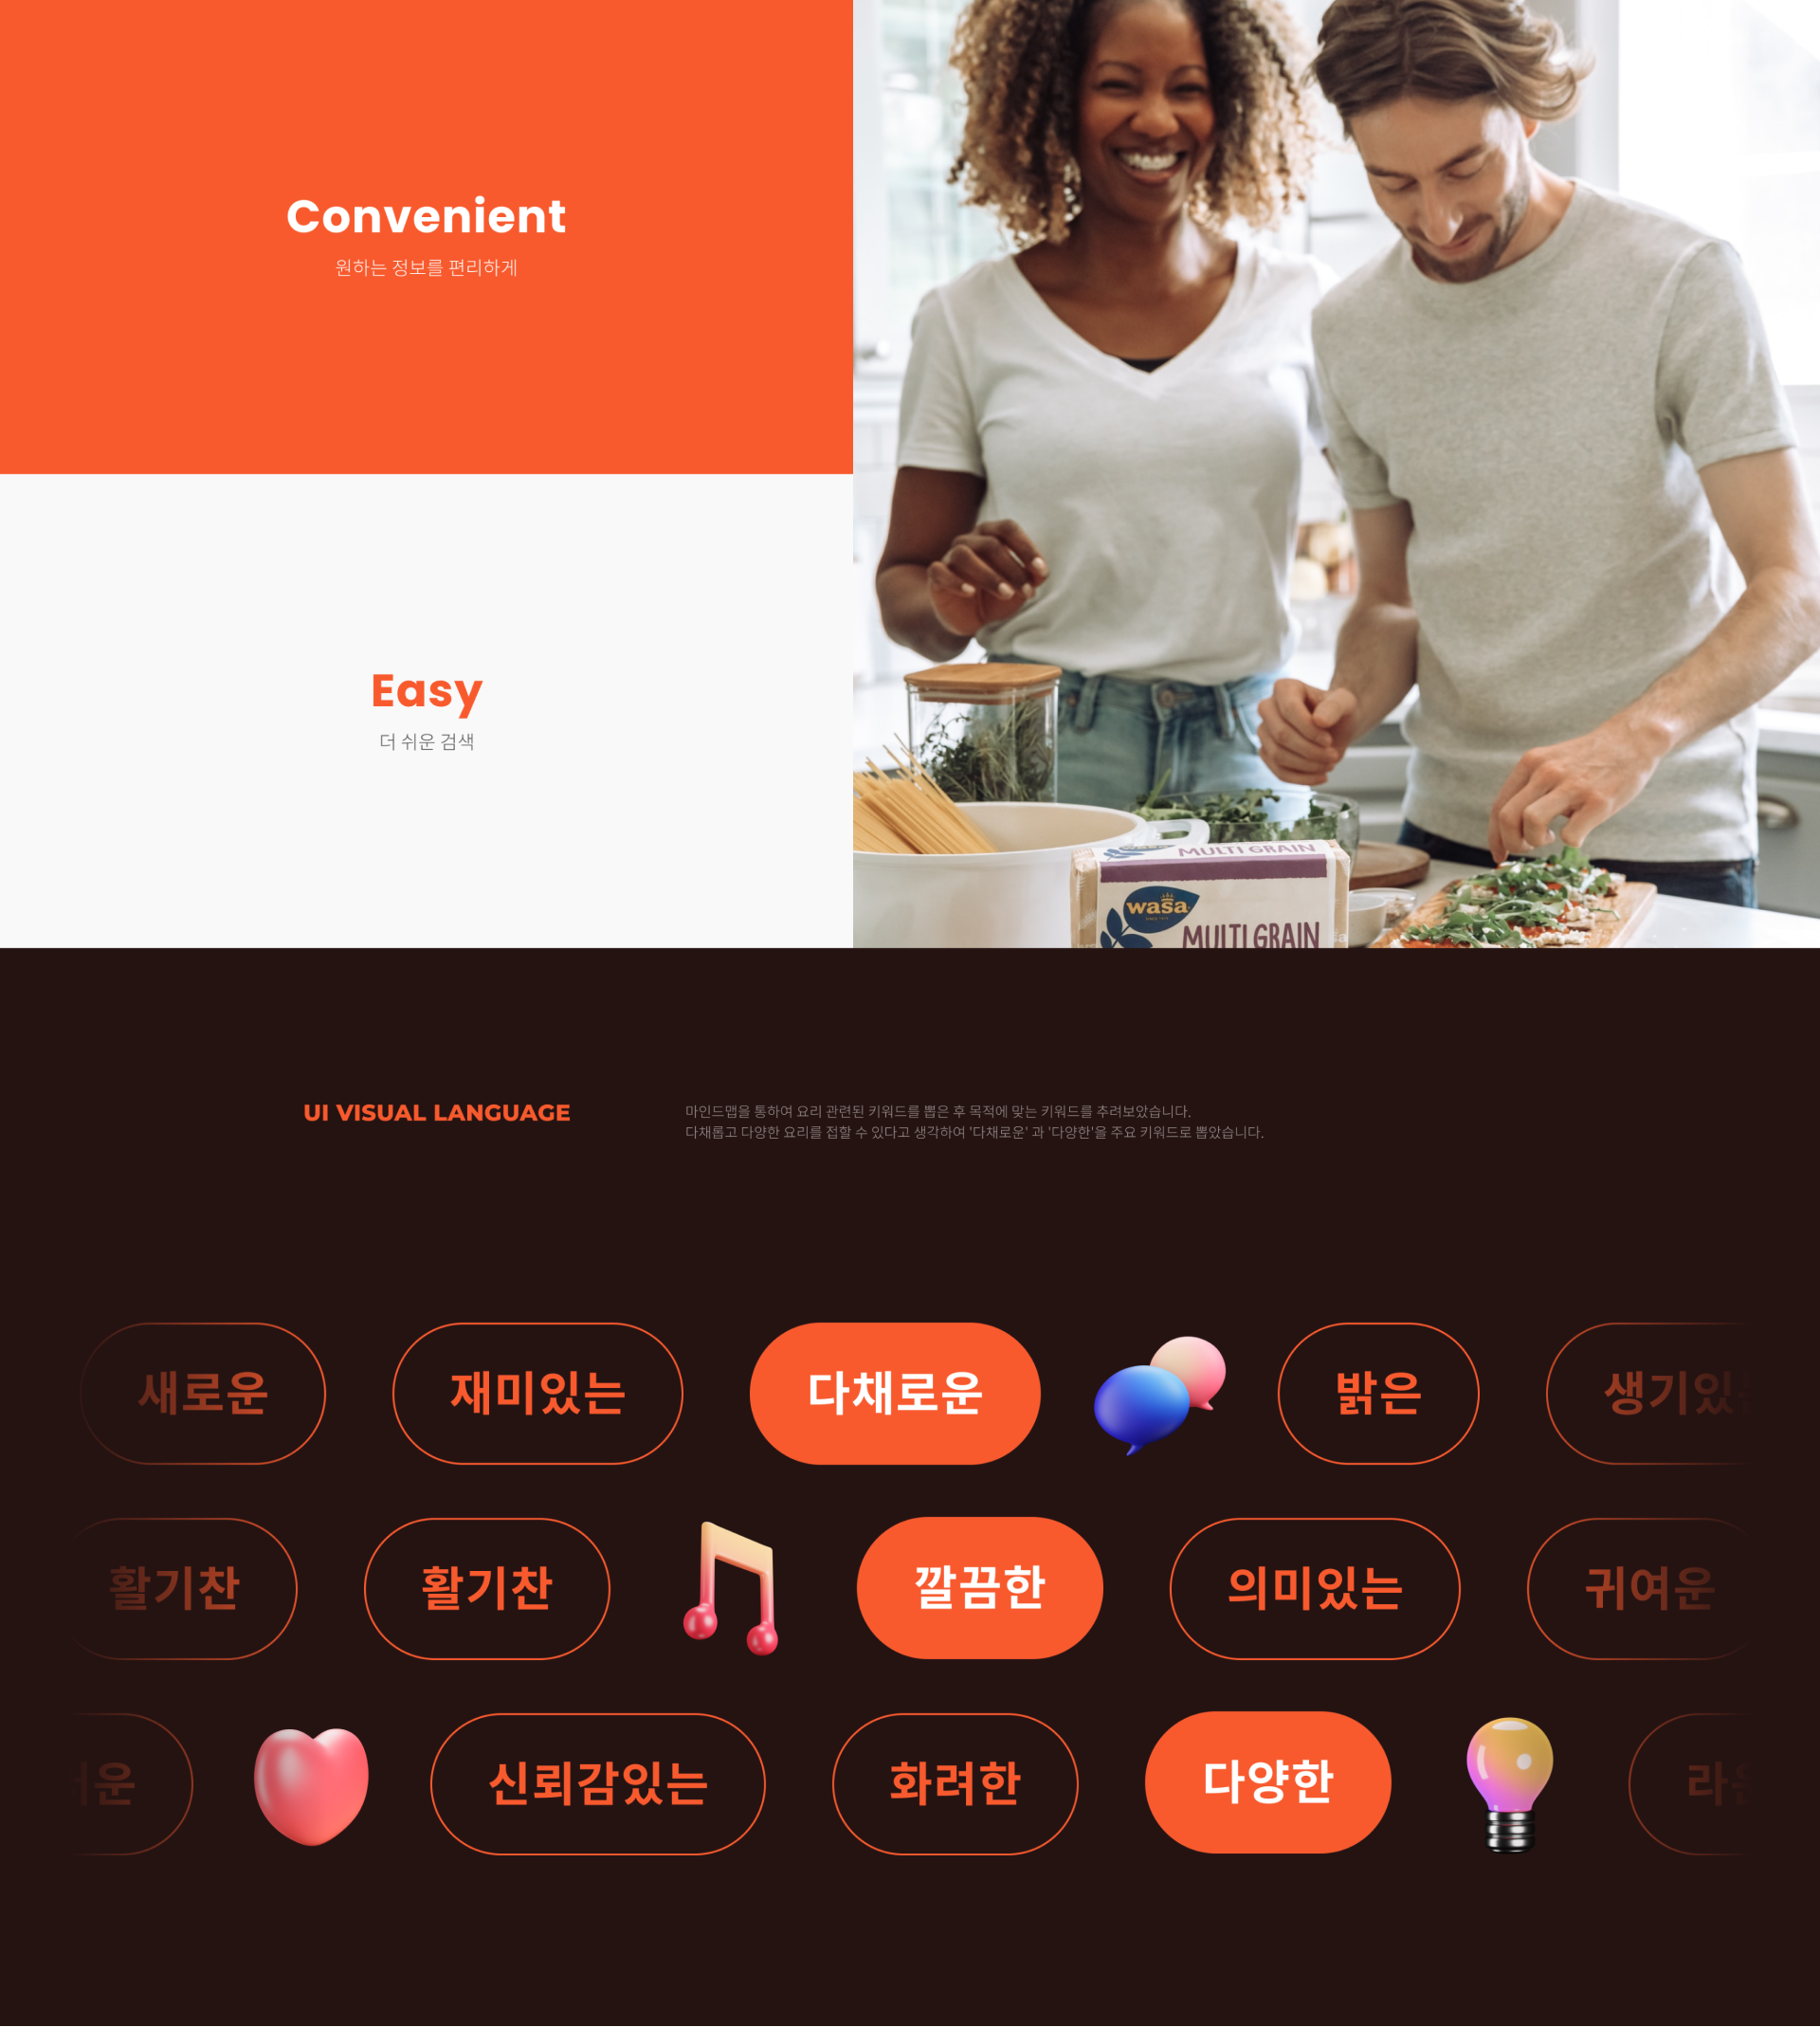 Convenient
원하는 정보를 편리하게
Easy
더 쉬운 검색
MULTI GRAIN
wasa
MULTI GRAIN
UI VISUAL LANGUAGE
마인드맵을 통하여 요리 관련된 키워드를 뽑은 후 목적에 맞는 키워드를 추려보았습니다.
다채롭고 다양한 요리를 접할 수 있다고 생각하여 '다채로운' 과 '다양한'을 주요 키워드로 뽑았습니다.
새로운 재미있는 다채로운 밝은 생기있는
활기찬 활기찬 깔끔한 의미있는 귀여운
신뢰감있는 화려한 다양한